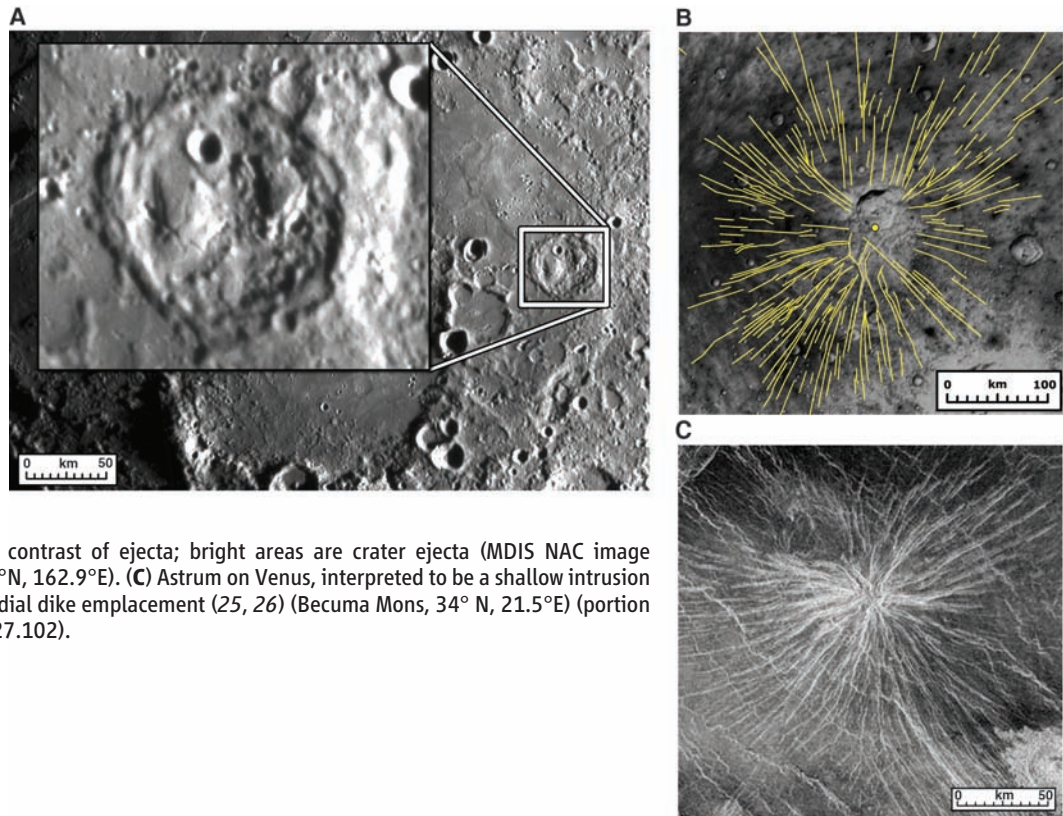 A
B
0 km 50
0 km 100
C
contrast of ejecta; bright areas are crater ejecta (MDIS NAC image
°N, 162.9°E). (C) Astrum on Venus, interpreted to be a shallow intrusion
dial dike emplacement (25, 26) (Becuma Mons, 34° N, 21.5°E) (portion
27.102).
0 km 50